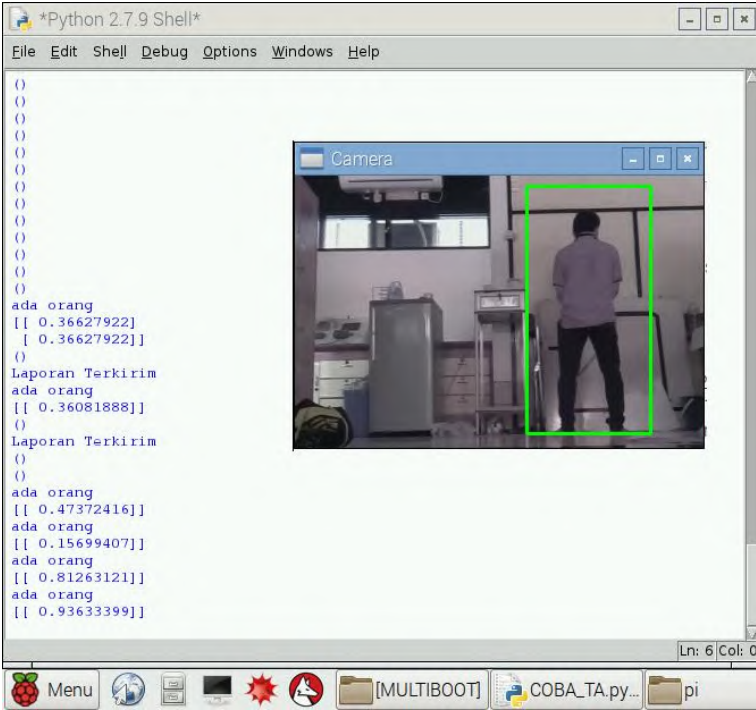 *Python 2.7.9 Shell*
File Edit Shell Debug Options Windows Help
()
()
()
()
()
()
()
()
()
()
()
()
()
ada orang
[[ 0.36627922]
[ 0.36627922]]
()
Laporan Terkirim
ada orang
[[ 0.36081888]]
()
Laporan Terkirim
()
()
ada orang
[[ 0.47372416]]
ada orang
[[ 0.15699407]]
ada orang
[[ 0.81263121]]
ada orang
[[ 0.93633399]]
Camera
Ln: 6 Col: 0
Menu [MULTIBOOT] COBA_TA.py... pi